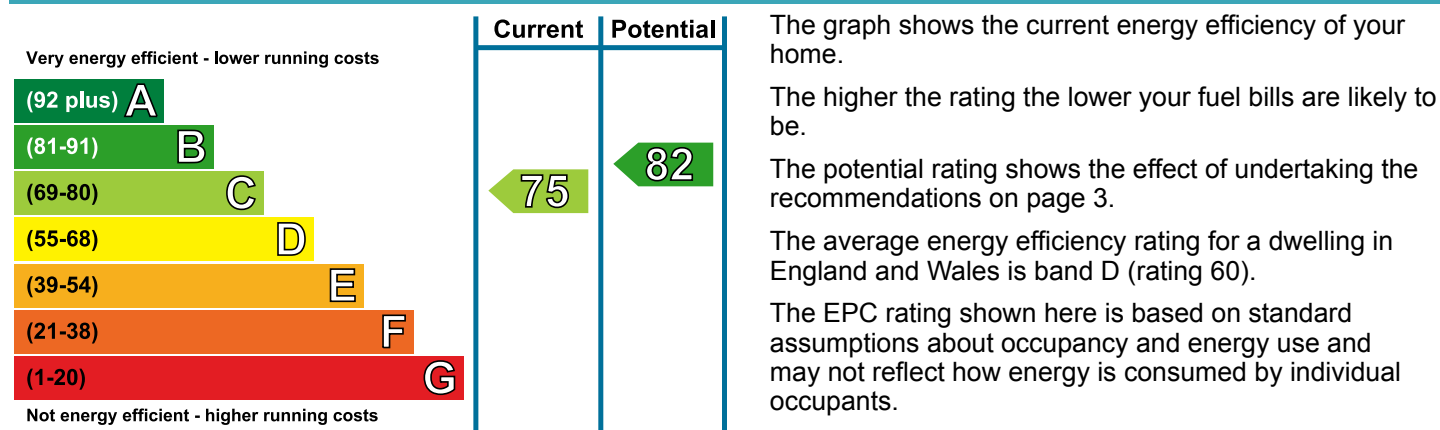 Current Potential
Very energy efficient - lower running costs
(92 plus) A
(81-91) B
(69-80) C
(55-68) D
(39-54) E
(21-38) F
(1-20) G
Not energy efficient - higher running costs
75
82
The graph shows the current energy efficiency of your
home.
The higher the rating the lower your fuel bills are likely to
be.
The potential rating shows the effect of undertaking the
recommendations on page 3.
The average energy efficiency rating for a dwelling in
England and Wales is band D (rating 60).
The EPC rating shown here is based on standard
assumptions about occupancy and energy use and
may not reflect how energy is consumed by individual
occupants.